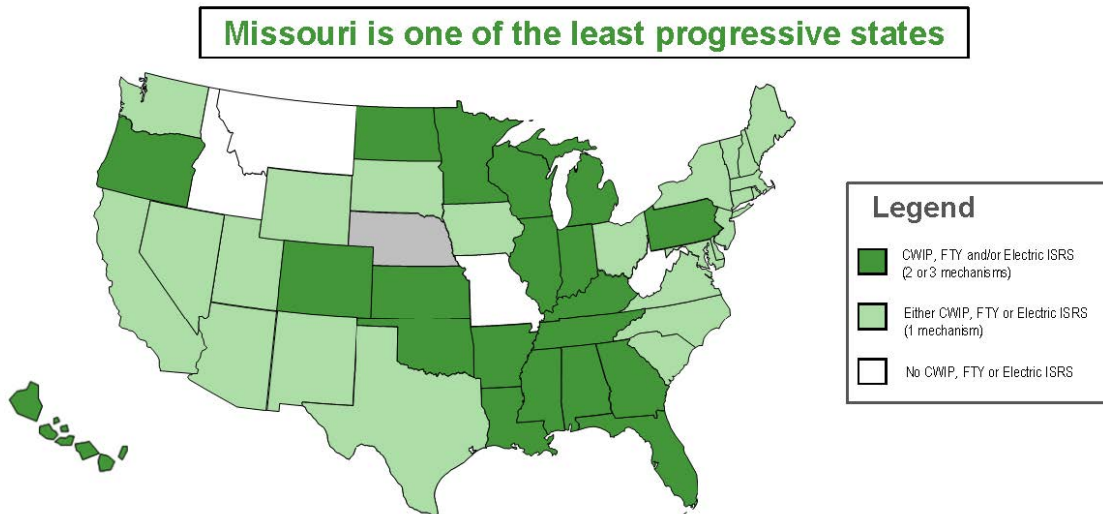 Missouri is one of the least progressive states
Legend
CWIP, FTY and/or Electric ISRS
(2 or 3 mechanisms)
Either CWIP, FTY or Electric ISRS
(1 mechanism)
No CWIP, FTY or Electric ISRS